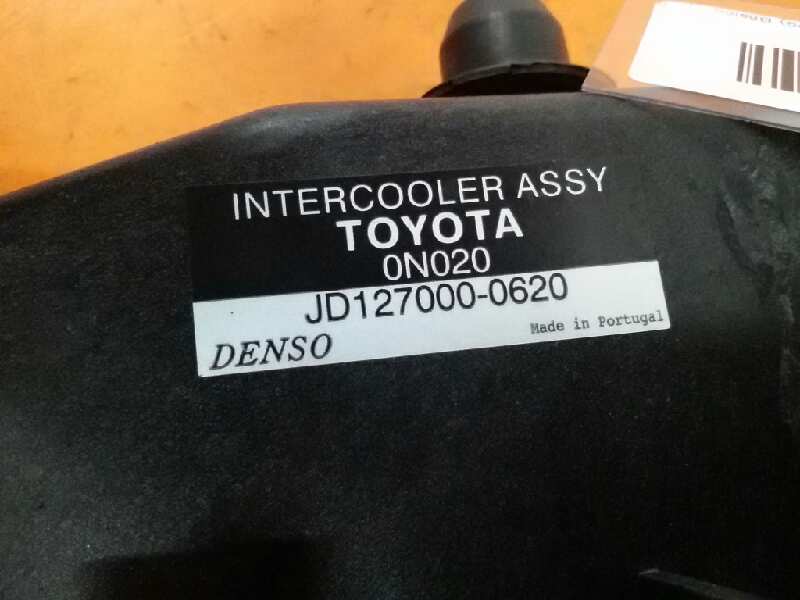 INTERCOOLER ASSY
TOYOTA
0N020
JD127000-0620
DENSO
Made in Portugal